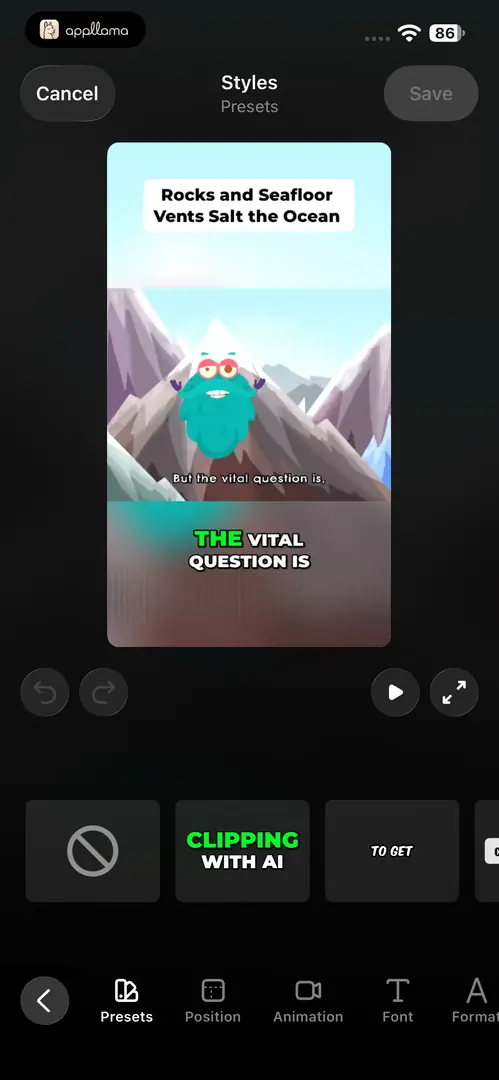 appllama
86
Cancel
Styles
Save
Presets
Rocks and Seafloor
Vents Salt the Ocean
But the vital question is,
THE VITAL
QUESTION IS
CLIPPING
WITH AI
TO GET
Presets
Position
Animation
Font
Format